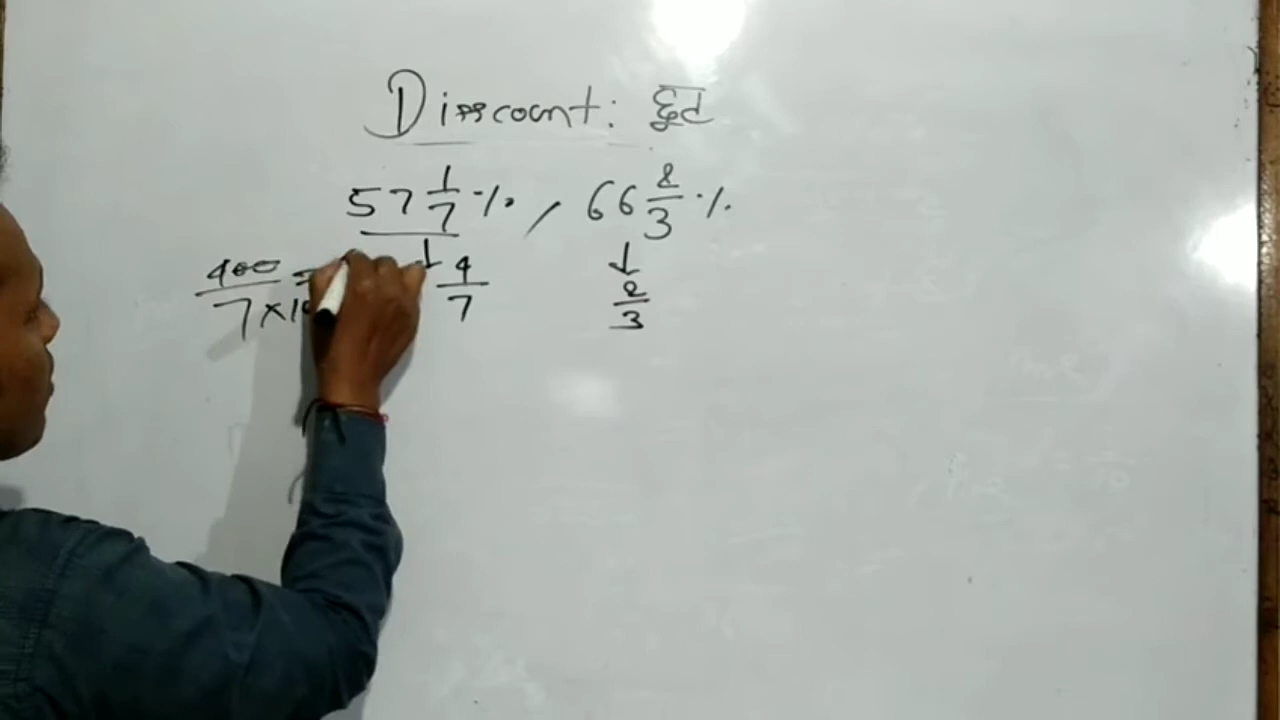 Disscount: छुट
57 1/7 %, 66 2/3 %
400/7×1 = 4/7 2/3